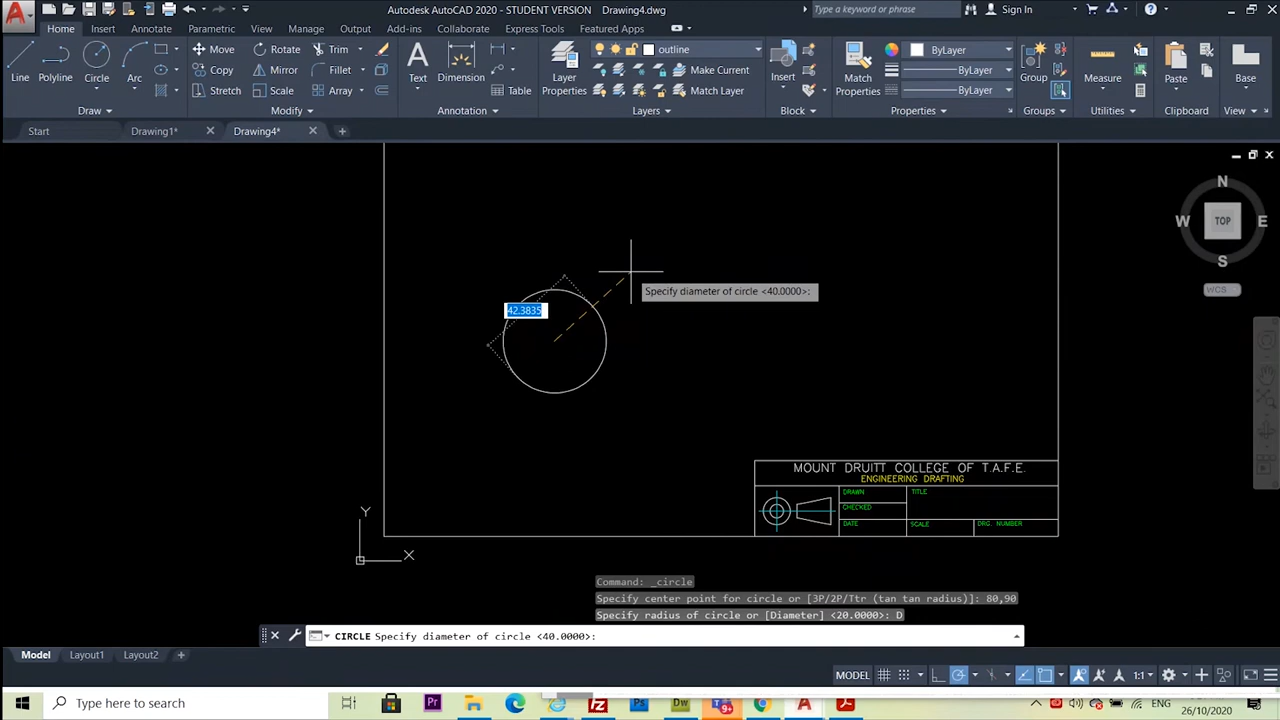 Autodesk AutoCAD 2020 - STUDENT VERSION Drawing4.dwg
Type a keyword or phrase
Sign In
Home Insert Annotate Parametric View Manage Output Add-ins Collaborate Express Tools Featured Apps
Line Polyline Circle Arc
Move Rotate Trim
Copy Mirror Fillet
Stretch Scale Array
Text Dimension Table
Layer Properties
outline
Make Current
Match Layer
Insert
Match Properties
ByLayer
ByLayer
ByLayer
Group Measure Paste Base
Draw Modify Annotation Layers Block Properties Groups Utilities Clipboard View
Start Drawing1* Drawing4*
N
W TOP E
S
WCS
42.3835
Specify diameter of circle <40.0000>:
MOUNT DRUITT COLLEGE OF T.A.F.E.
ENGINEERING DRAFTING
DRAWN TITLE
CHECKED
DATE SCALE DRG. NUMBER
Y
X
Command: _circle
Specify center point for circle or [3P/2P/Ttr (tan tan radius)]: 80,90
Specify radius of circle or [Diameter] <20.0000>: D
CIRCLE Specify diameter of circle <40.0000>:
Model Layout1 Layout2
MODEL 1:1
Type here to search
Pr Ps Dw 9+
ENG
26/10/2020